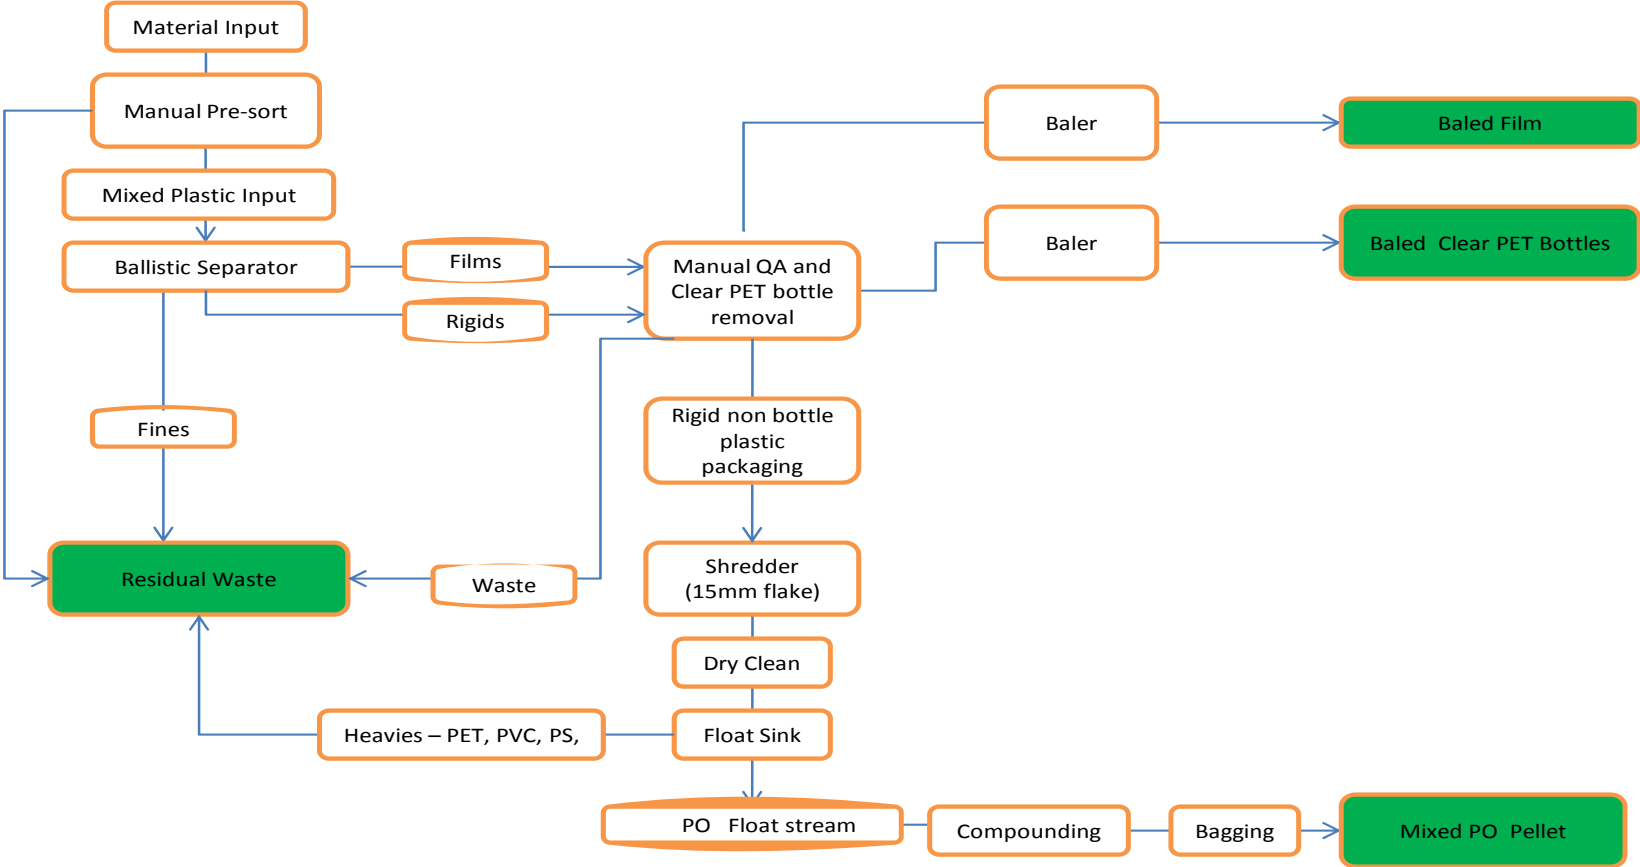 Material Input
Manual Pre-sort
Mixed Plastic Input
Ballistic Separator
Films
Rigids
Manual QA and
Clear PET bottle
removal
Baler
Baled Film
Baler
Baled Clear PET Bottles
Fines
Rigid non bottle
plastic
packaging
Residual Waste
Waste
Shredder
(15mm flake)
Dry Clean
Heavies – PET, PVC, PS,
Float Sink
PO Float stream
Compounding
Bagging
Mixed PO Pellet